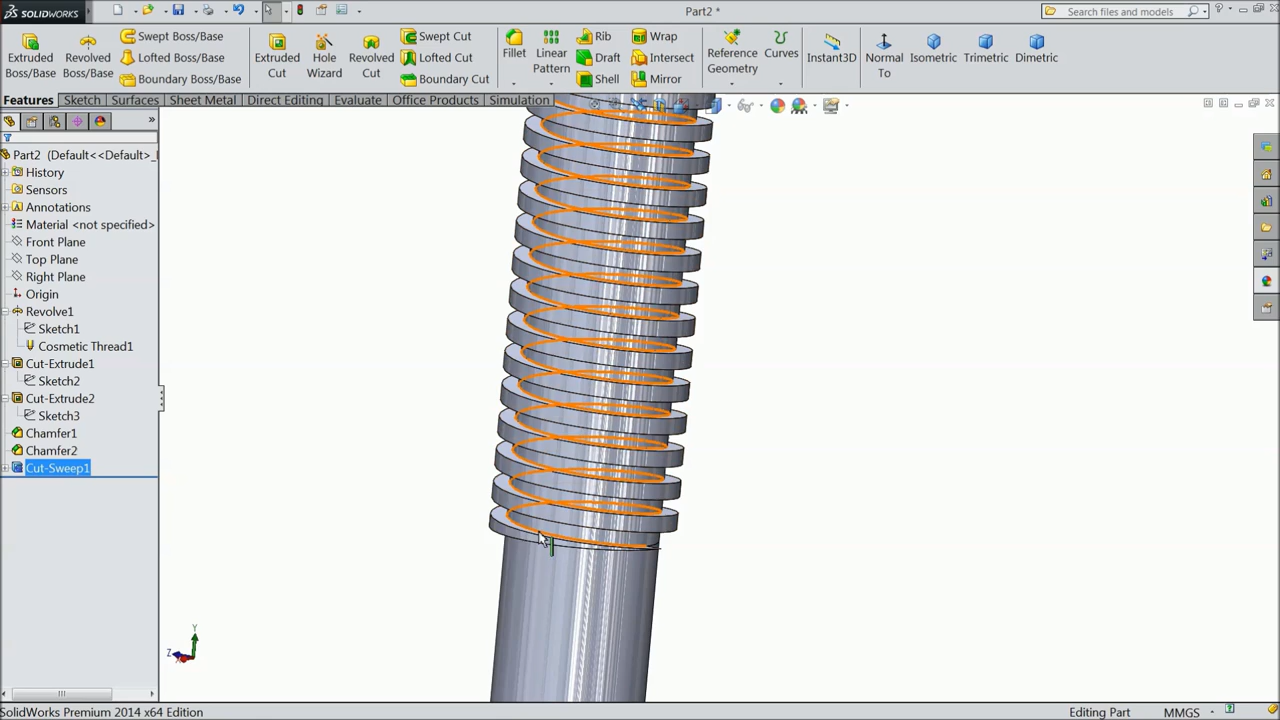 SOLIDWORKS
Part2 *
Search files and models
Extruded Boss/Base
Revolved Boss/Base
Swept Boss/Base
Lofted Boss/Base
Boundary Boss/Base
Extruded Cut
Hole Wizard
Revolved Cut
Swept Cut
Lofted Cut
Boundary Cut
Fillet
Linear Pattern
Rib
Draft
Shell
Wrap
Intersect
Mirror
Reference Geometry
Curves
Instant3D
Normal To
Isometric
Trimetric
Dimetric
Features Sketch Surfaces Sheet Metal Direct Editing Evaluate Office Products Simulation
Part2 (Default<<Default>_
History
Sensors
Annotations
Material <not specified>
Front Plane
Top Plane
Right Plane
Origin
Revolve1
Sketch1
Cosmetic Thread1
Cut-Extrude1
Sketch2
Cut-Extrude2
Sketch3
Chamfer1
Chamfer2
Cut-Sweep1
Y
Z
X
SolidWorks Premium 2014 x64 Edition
Editing Part
MMGS